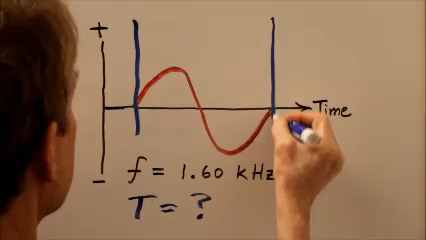 +
Time
-
f = 1.60 kHz
T = ?